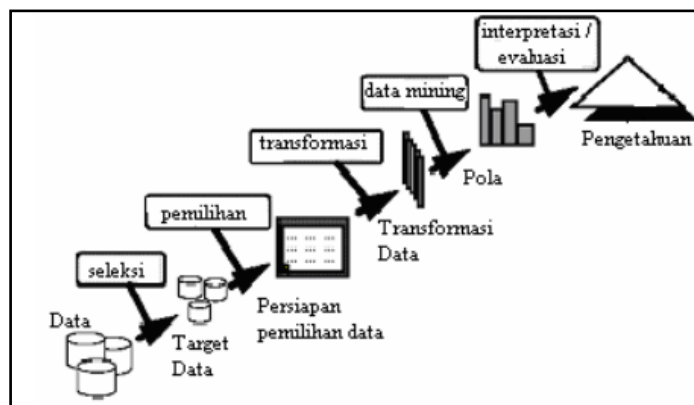 interpretasi /
evaluasi
data mining
Pengetahuan
transformasi
Pola
pemilihan
Transformasi
Data
seleksi
Persiapan
pemilihan data
Data
Target
Data